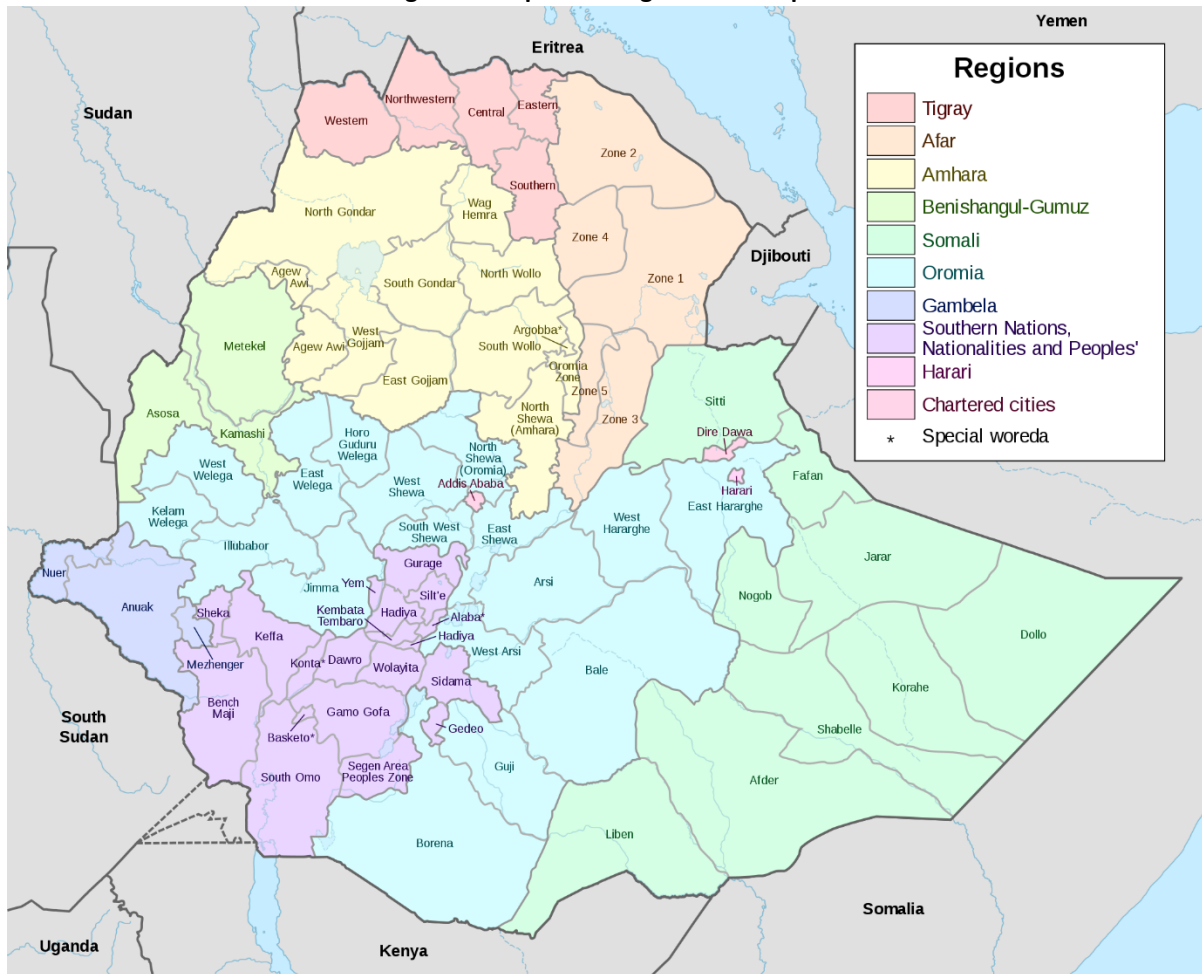 Yemen
Eritrea
Regions
Tigray
Afar
Amhara
Benishangul-Gumuz
Somali
Oromia
Gambela
Southern Nations,
Nationalities and Peoples'
Harari
Chartered cities
* Special woreda
Sudan
Northwestern
Eastern
Central
Western
Zone 2
Southern
Wag
Hemra
North Gondar
Zone 4
Djibouti
North Wollo
Zone 1
Agew
Awi
South Gondar
Argobba*
West
Gojjam
Metekel
Agew Awi
South Wollo
Oromia
Zone
East Gojjam
Zone 5
Sitti
Asosa
North
Shewa
(Amhara)
Zone 3
Kamashi
Horo
Guduru
Welega
Dire Dawa
North
Shewa
(Oromia)
West
Welega
East
Welega
West
Shewa
Addis Ababa
Fafan
Harari
East Hararghe
Kelam
Welega
South West
Shewa
East
Shewa
West
Hararghe
Illubabor
Gurage
Jarar
Nuer
Jimma
Yem
Arsi
Silt'e
Nogob
Anuak
Sheka
Kembata
Tembaro
Hadiya
Alaba*
Keffa
Hadiya
Dollo
West Arsi
Mezhenger
Konta*
Dawro
Wolayita
Bale
Sidama
Korahe
Bench
Maji
Gamo Gofa
South
Sudan
Gedeo
Shabelle
Basketo*
Segen Area
Peoples Zone
Guji
South Omo
Afder
Liben
Borena
Somalia
Uganda
Kenya